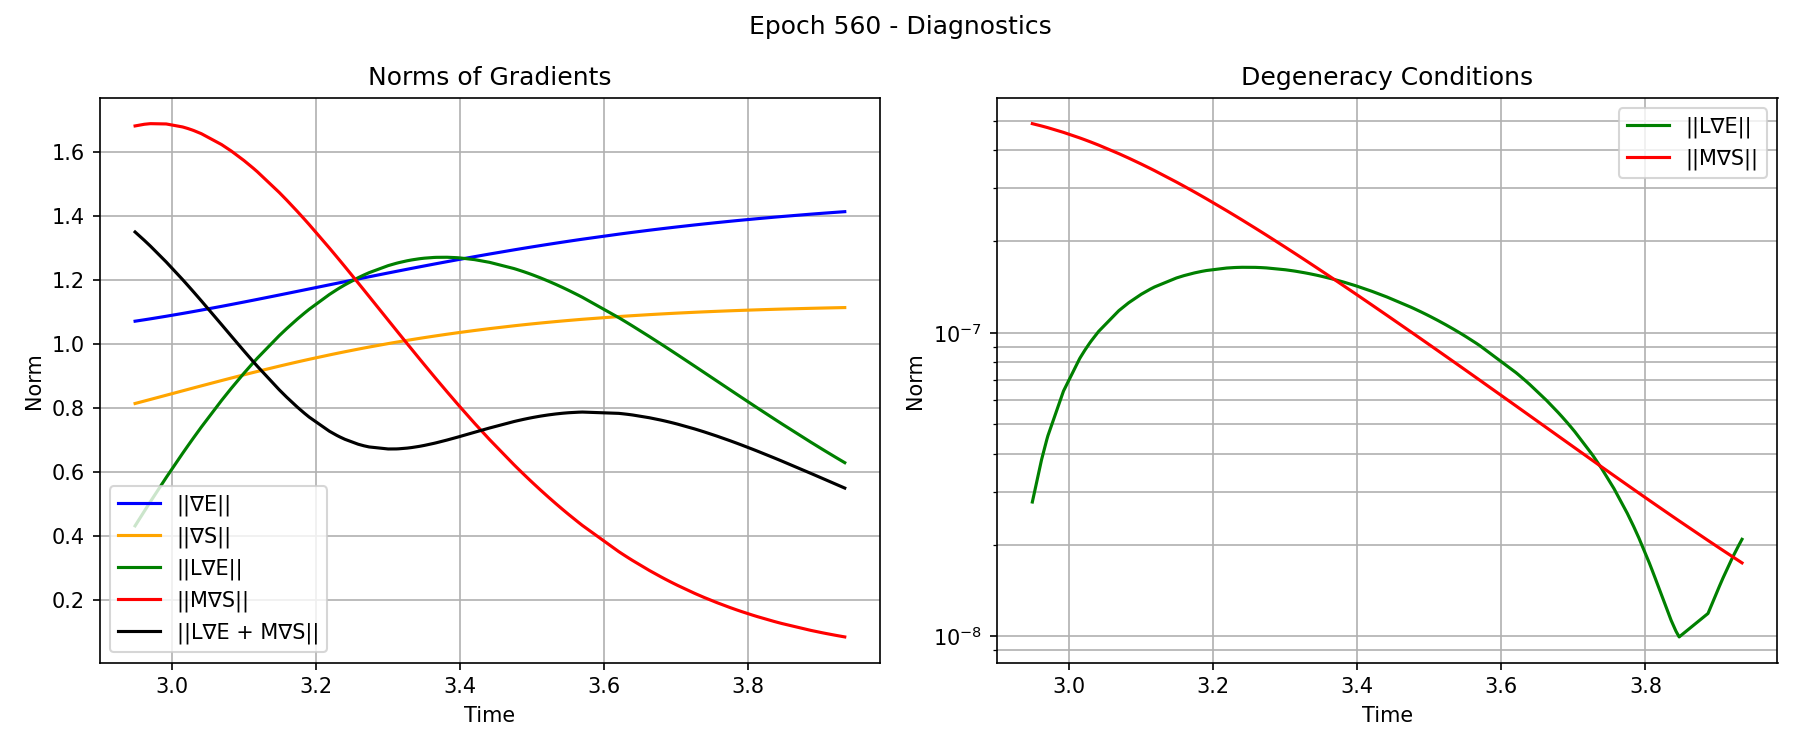 Epoch 560 - Diagnostics
Norms of Gradients
Norm
1.6
1.4
1.2
1.0
0.8
0.6
0.4
0.2
||∇E||
||∇S||
||L∇E||
||M∇S||
||L∇E + M∇S||
3.0 3.2 3.4 3.6 3.8
Time
Degeneracy Conditions
Norm
10⁻⁷
10⁻⁸
||L∇E||
||M∇S||
3.0 3.2 3.4 3.6 3.8
Time